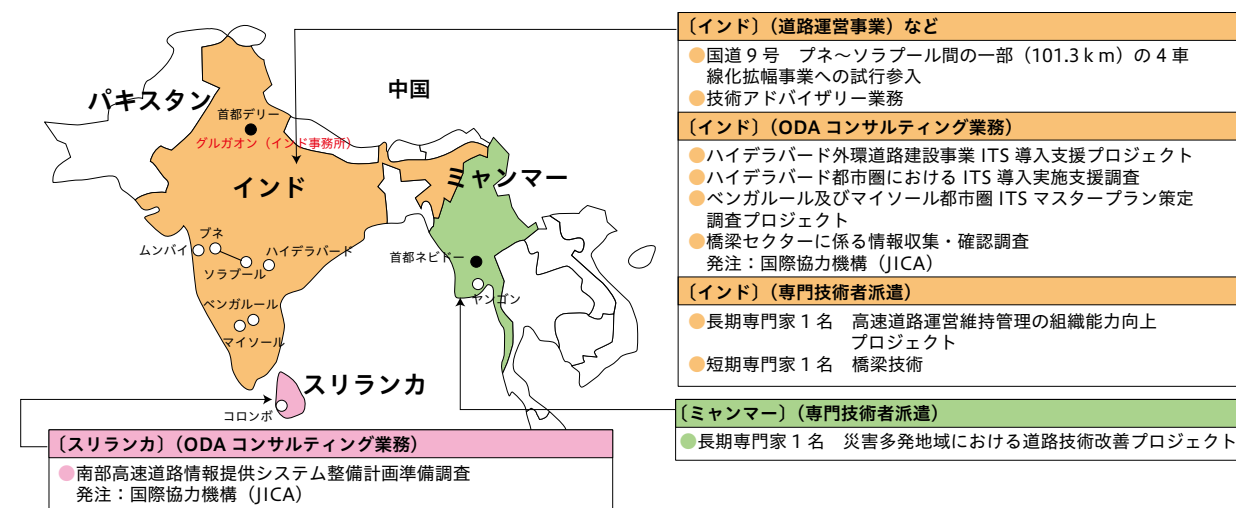 パキスタン
中国
首都デリー
グルガオン（インド事務所）
インド
ミャンマー
プネ
ムンバイ
ハイデラバード
ソラプール
首都ネピドー
ヤンゴン
ベンガルール
マイソール
スリランカ
コロンボ
〔インド〕（道路運営事業）など
●国道９号　プネ～ソラプール間の一部（101.3ｋｍ）の４車
線化拡幅事業への試行参入
●技術アドバイザリー業務
〔インド〕（ODA コンサルティング業務）
●ハイデラバード外環道路建設事業 ITS 導入支援プロジェクト
●ハイデラバード都市圏における ITS 導入実施支援調査
●ベンガルール及びマイソール都市圏 ITS マスタープラン策定
調査プロジェクト
●橋梁セクターに係る情報収集・確認調査
発注：国際協力機構（JICA）
〔インド〕（専門技術者派遣）
●長期専門家１名　高速道路運営維持管理の組織能力向上
プロジェクト
●短期専門家１名　橋梁技術
〔ミャンマー〕（専門技術者派遣）
●長期専門家１名　災害多発地域における道路技術改善プロジェクト
〔スリランカ〕（ODA コンサルティング業務）
●南部高速道路情報提供システム整備計画準備調査
発注：国際協力機構（JICA）